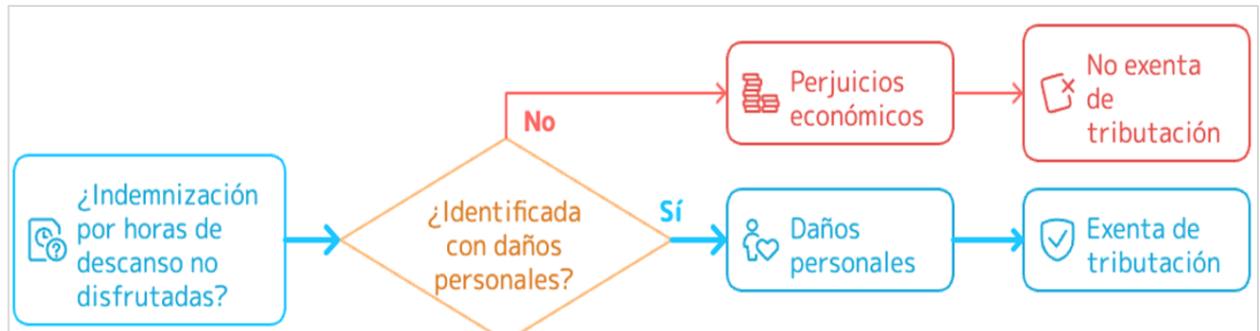 ¿Indemnización
por horas de
descanso no
disfrutadas?
¿Identificada
con daños
personales?
No
Perjuicios
económicos
No exenta
de
tributación
Sí
Daños
personales
Exenta de
tributación